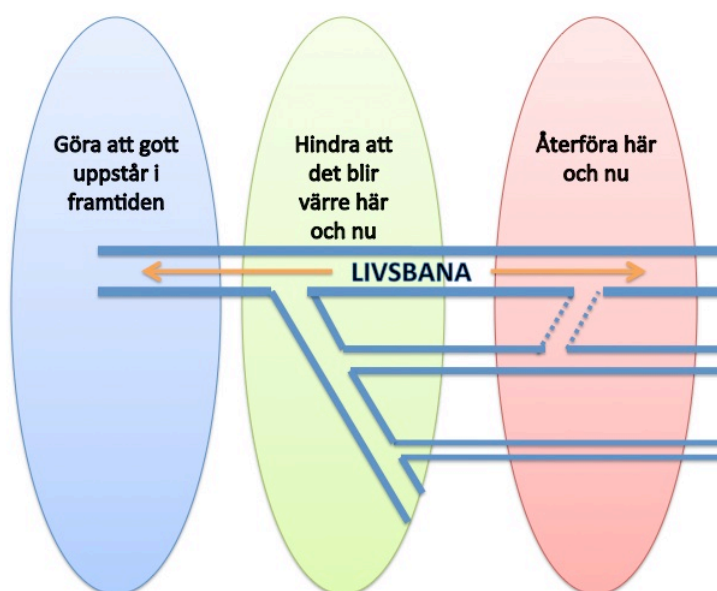 Göra att gott
uppstår i
framtiden
Hindra att
det blir
värre här
och nu
Återföra här
och nu
LIVSBANA